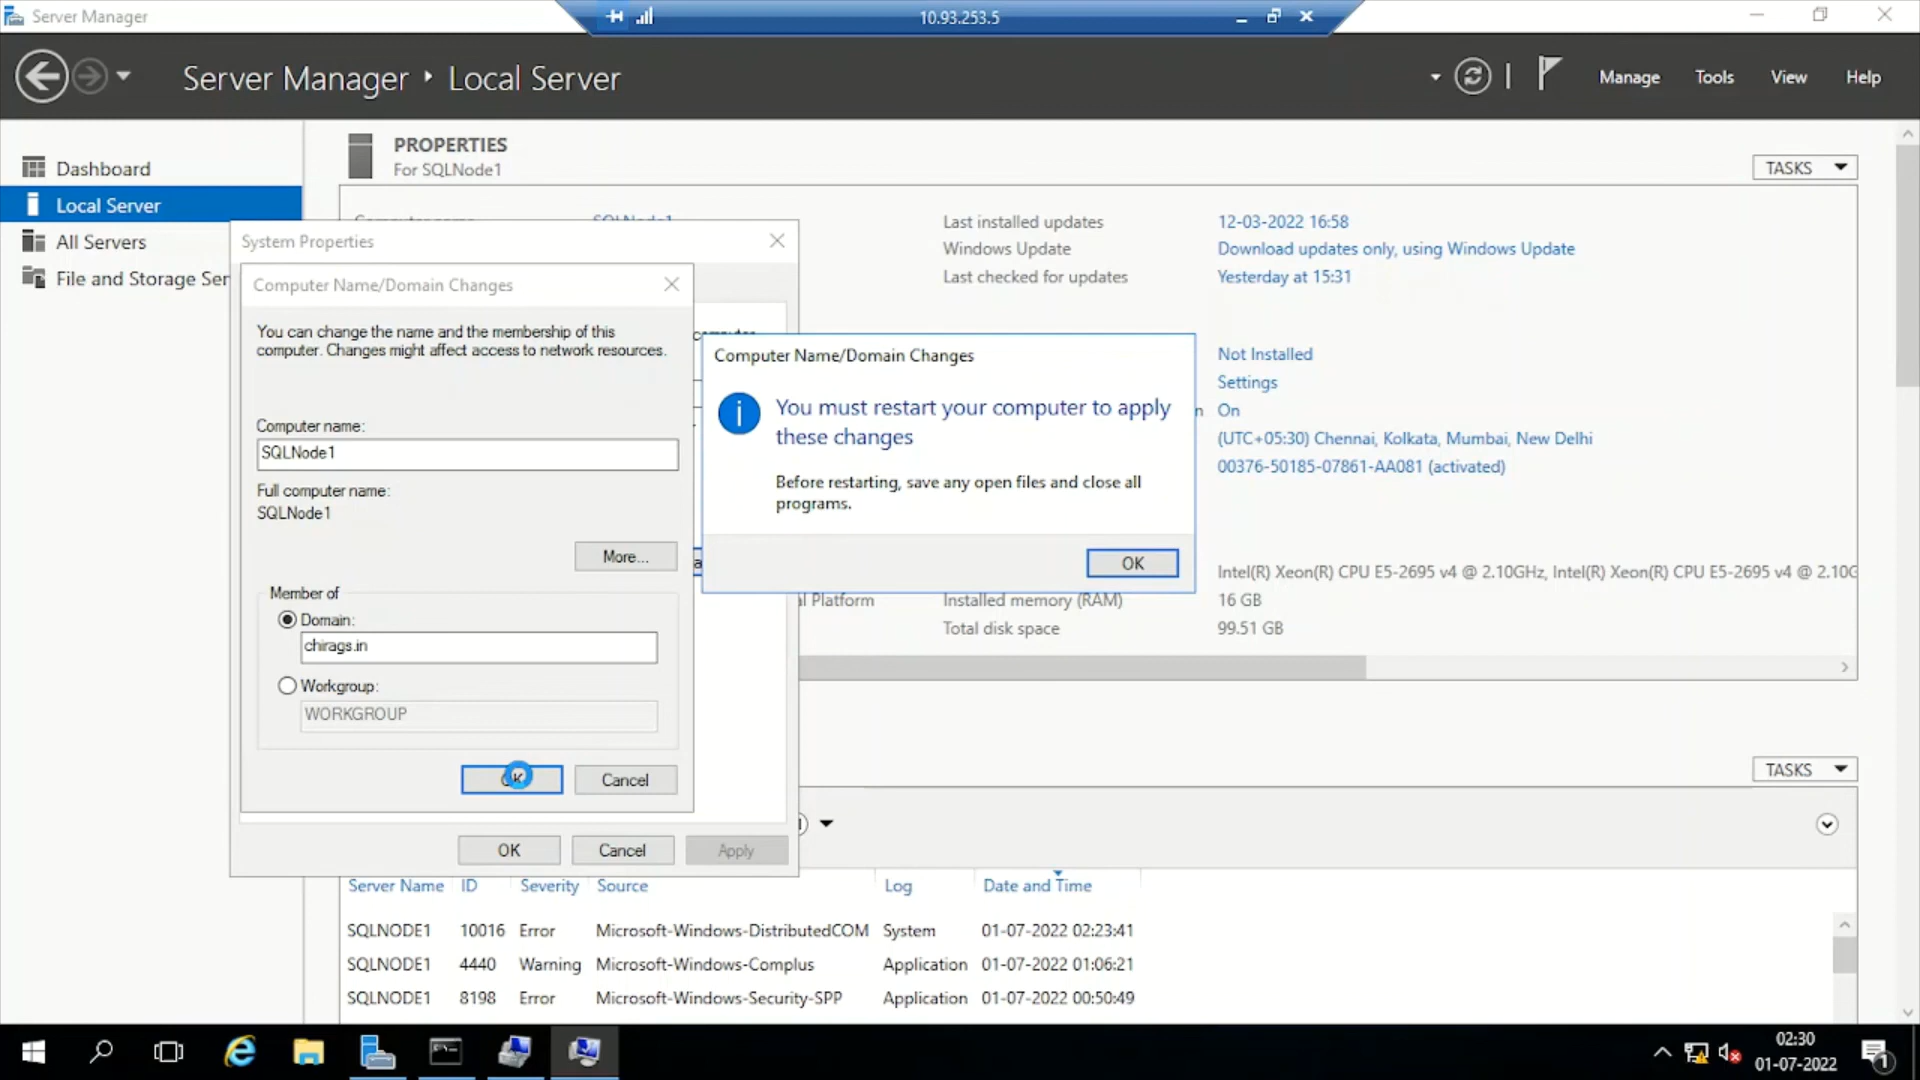 Server Manager
10.93.253.5
Server Manager
Local Server
Manage
Tools
View
Help
Dashboard
Local Server
All Servers
File and Storage Ser
PROPERTIES
For SQLNode1
TASKS
Last installed updates
12-03-2022 16:58
Windows Update
Download updates only, using Windows Update
Last checked for updates
Yesterday at 15:31
Not Installed
Settings
On
(UTC+05:30) Chennai, Kolkata, Mumbai, New Delhi
00376-50185-07861-AA081 (activated)
Intel(R) Xeon(R) CPU E5-2695 v4 @ 2.10GHz, Intel(R) Xeon(R) CPU E5-2695 v4 @ 2.10G
al Platform
Installed memory (RAM)
16 GB
Total disk space
99.51 GB
System Properties
Computer Name/Domain Changes
You can change the name and the membership of this
computer. Changes might affect access to network resources.
Computer name:
SQLNode1
Full computer name:
SQLNode1
More...
Member of
Domain:
chirags.in
Workgroup:
WORKGROUP
OK
Cancel
OK
Cancel
Apply
Computer Name/Domain Changes
You must restart your computer to apply
these changes
Before restarting, save any open files and close all
programs.
OK
TASKS
Server Name ID Severity Source Log Date and Time
SQLNODE1 10016 Error Microsoft-Windows-DistributedCOM System 01-07-2022 02:23:41
SQLNODE1 4440 Warning Microsoft-Windows-Complus Application 01-07-2022 01:06:21
SQLNODE1 8198 Error Microsoft-Windows-Security-SPP Application 01-07-2022 00:50:49
02:30
01-07-2022
1